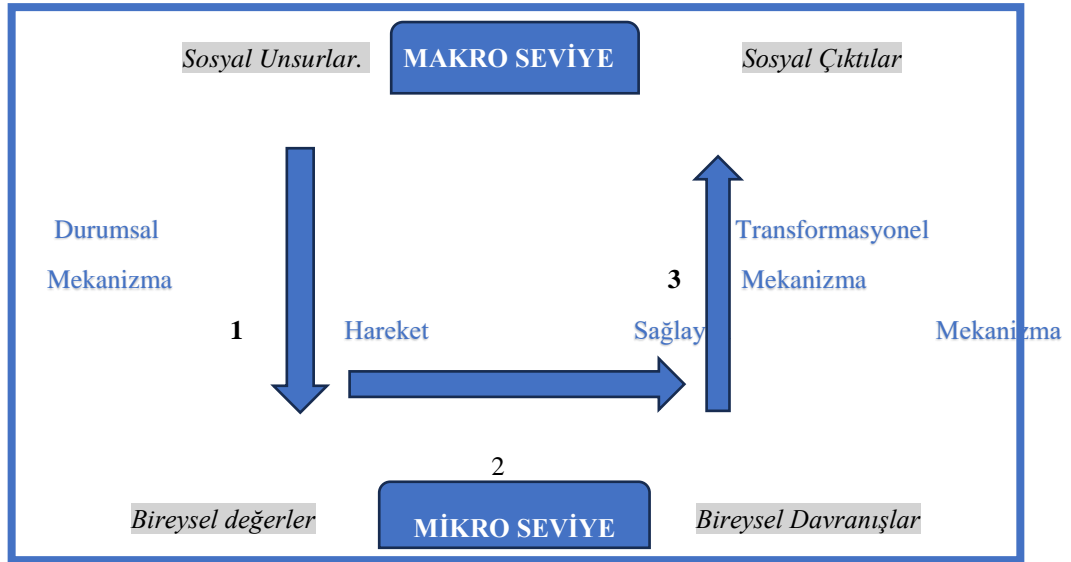 Sosyal Unsurlar. MAKRO SEVİYE Sosyal Çıktılar
Durumsal Transformasyonel
Mekanizma 3 Mekanizma
1 Hareket Sağlay Mekanizma
2
Bireysel değerler MİKRO SEVİYE Bireysel Davranışlar